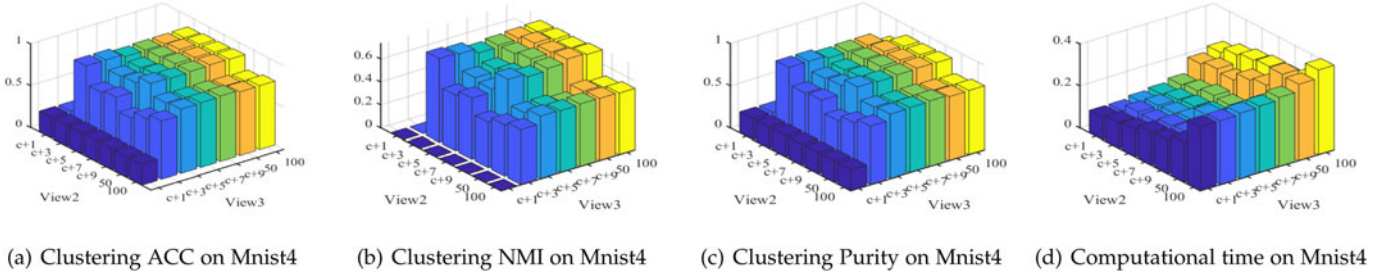 1
0.5
0
c+1
c+3
c+5
c+7
c+9
50
100
View2
c+1
c+3
c+5
c+7
c+9
50
100
View3
(a) Clustering ACC on Mnist4
0.6
0.4
0.2
0
c+1
c+3
c+5
c+7
c+9
50
100
View2
c+1
c+3
c+5
c+7
c+9
50
100
View3
(b) Clustering NMI on Mnist4
1
0.5
0
c+1
c+3
c+5
c+7
c+9
50
100
View2
c+1
c+3
c+5
c+7
c+9
50
100
View3
(c) Clustering Purity on Mnist4
0.4
0.2
0
c+1
c+3
c+5
c+7
c+9
50
100
View2
c+1
c+3
c+5
c+7
c+9
50
100
View3
(d) Computational time on Mnist4